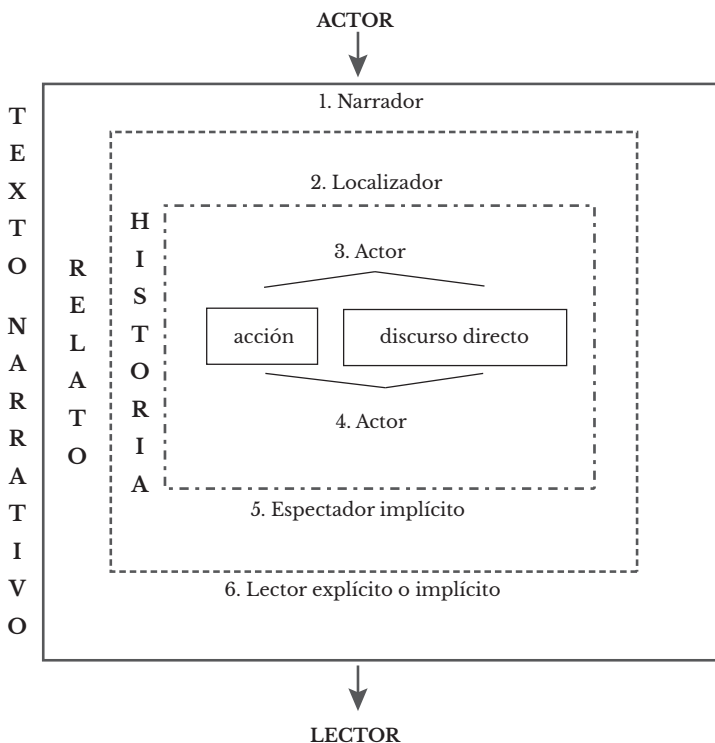 ACTOR
TEXTO NARRATIVO
1. Narrador
RELATO
2. Localizador
HISTORIA
3. Actor
acción
discurso directo
4. Actor
5. Espectador implícito
6. Lector explícito o implícito
LECTOR